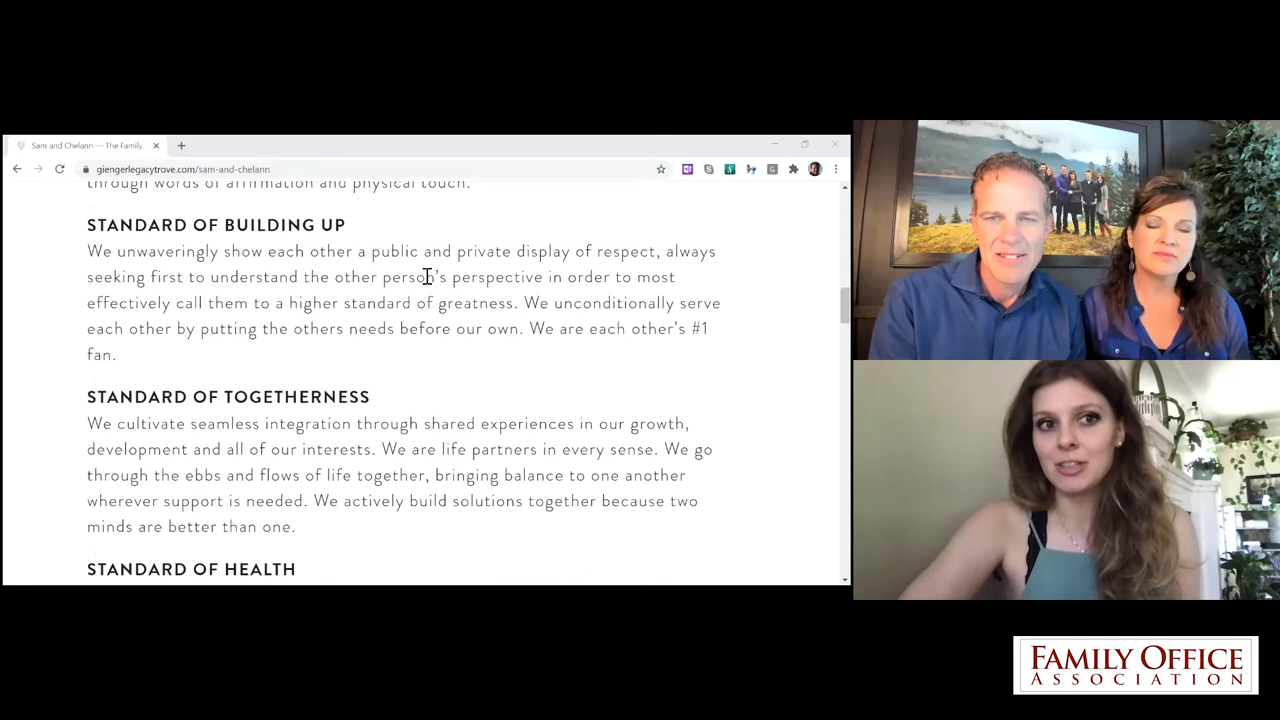 Sam and Chelann — The Family
giengerlegacytrove.com/sam-and-chelann
through words of affirmation and physical touch.
STANDARD OF BUILDING UP
We unwaveringly show each other a public and private display of respect, always
seeking first to understand the other person's perspective in order to most
effectively call them to a higher standard of greatness. We unconditionally serve
each other by putting the others needs before our own. We are each other's #1
fan.
STANDARD OF TOGETHERNESS
We cultivate seamless integration through shared experiences in our growth,
development and all of our interests. We are life partners in every sense. We go
through the ebbs and flows of life together, bringing balance to one another
wherever support is needed. We actively build solutions together because two
minds are better than one.
STANDARD OF HEALTH
FAMILY OFFICE
ASSOCIATION